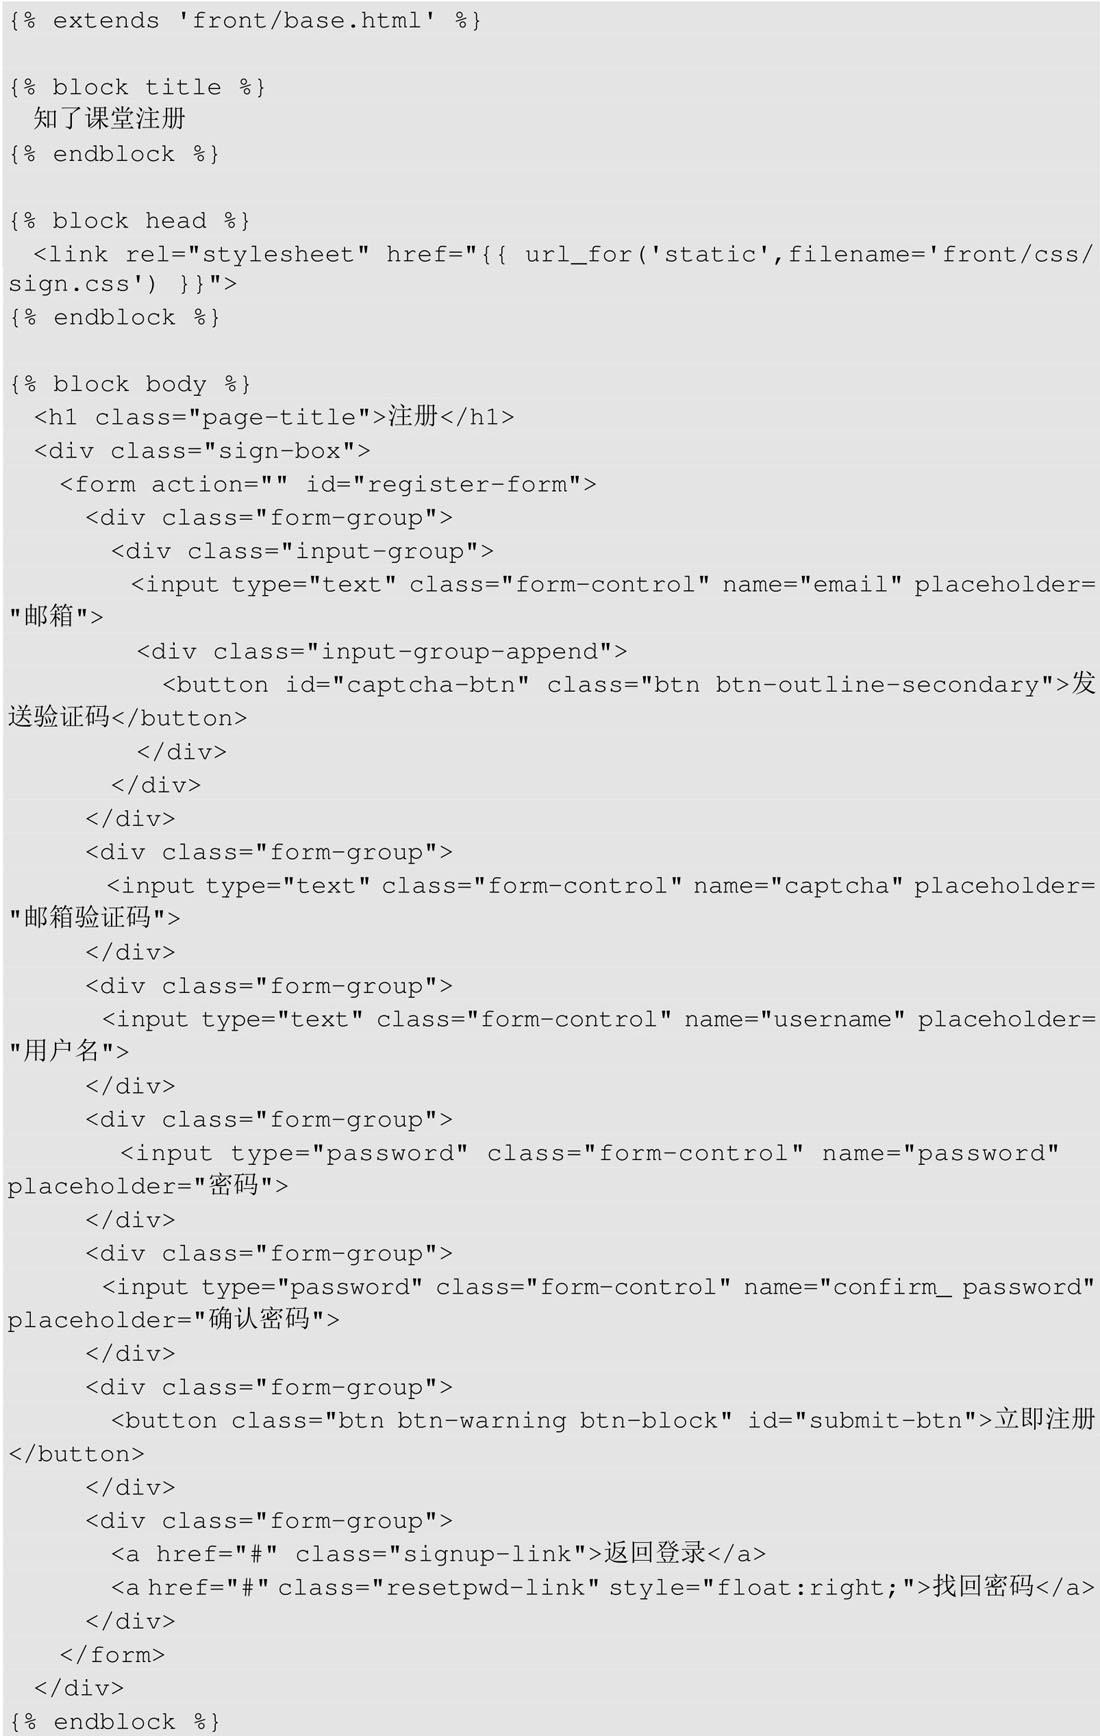 {% extends 'front/base.html' %}
{% block title %}
知了课堂注册
{% endblock %}
{% block head %}
<link rel="stylesheet" href="{{ url_for('static',filename='front/css/
sign.css') }}">
{% endblock %}
{% block body %}
<h1 class="page-title">注册</h1>
<div class="sign-box">
<form action="" id="register-form">
<div class="form-group">
<div class="input-group">
<input type="text" class="form-control" name="email" placeholder=
"邮箱">
<div class="input-group-append">
<button id="captcha-btn" class="btn btn-outline-secondary">发
送验证码</button>
</div>
</div>
</div>
<div class="form-group">
<input type="text" class="form-control" name="captcha" placeholder=
"邮箱验证码">
</div>
<div class="form-group">
<input type="text" class="form-control" name="username" placeholder=
"用户名">
</div>
<div class="form-group">
<input type="password" class="form-control" name="password"
placeholder="密码">
</div>
<div class="form-group">
<input type="password" class="form-control" name="confirm_ password"
placeholder="确认密码">
</div>
<div class="form-group">
<button class="btn btn-warning btn-block" id="submit-btn">立即注册
</button>
</div>
<div class="form-group">
<a href="#" class="signup-link">返回登录</a>
<a href="#" class="resetpwd-link" style="float:right;">找回密码</a>
</div>
</form>
</div>
{% endblock %}